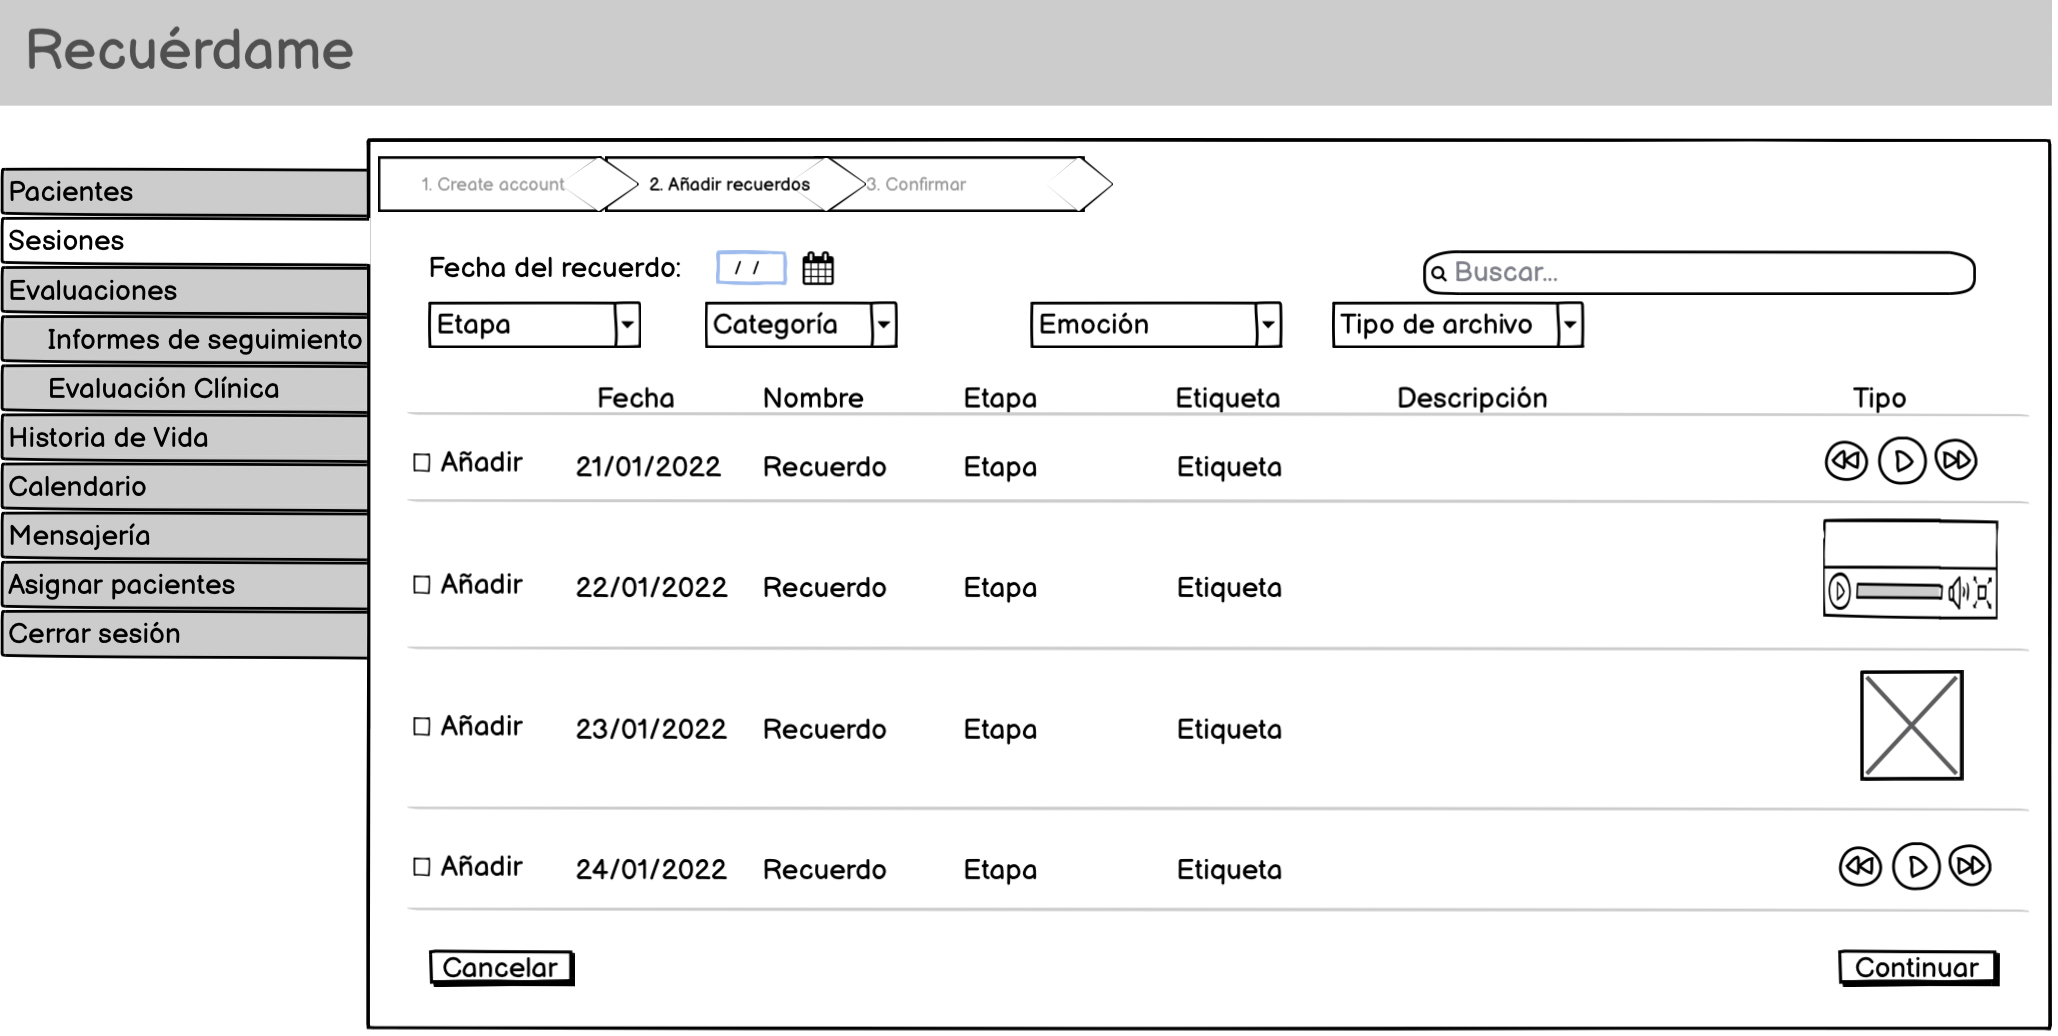 Recuérdame
Pacientes
Sesiones
Evaluaciones
Informes de seguimiento
Evaluación Clínica
Historia de Vida
Calendario
Mensajería
Asignar pacientes
Cerrar sesión
1. Create account 2. Añadir recuerdos 3. Confirmar
Fecha del recuerdo: / / Buscar...
Etapa Categoría Emoción Tipo de archivo
Fecha Nombre Etapa Etiqueta Descripción Tipo
Añadir 21/01/2022 Recuerdo Etapa Etiqueta
Añadir 22/01/2022 Recuerdo Etapa Etiqueta
Añadir 23/01/2022 Recuerdo Etapa Etiqueta
Añadir 24/01/2022 Recuerdo Etapa Etiqueta
Cancelar Continuar